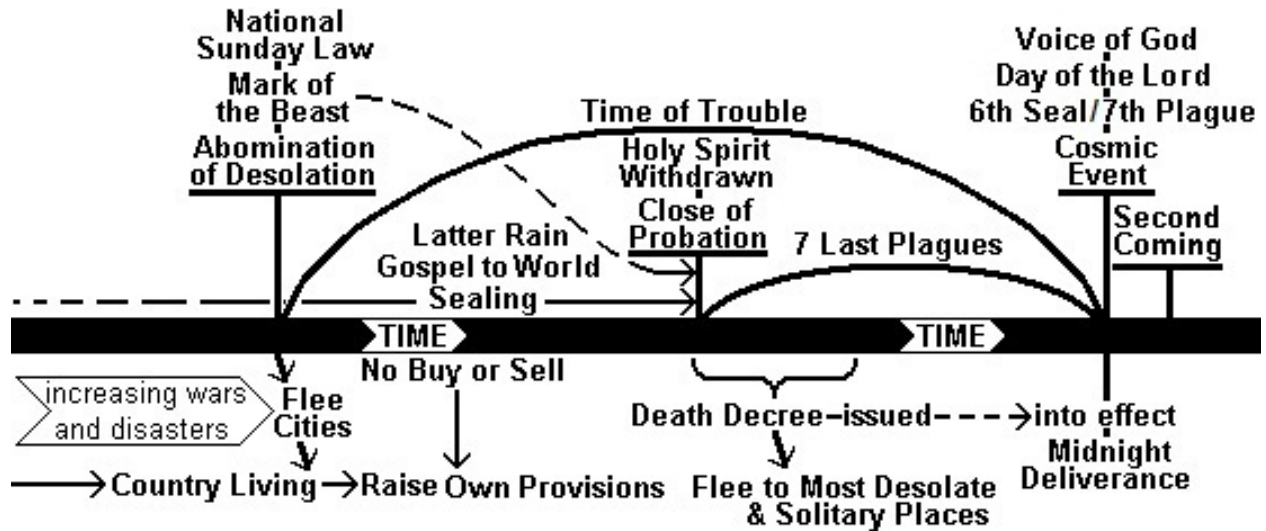 National
Sunday Law
Mark of
the Beast
Abomination
of Desolation
Time of Trouble
Holy Spirit
Withdrawn
Close of
Probation
Voice of God
Day of the Lord
6th Seal/7th Plague
Cosmic
Event
Second
Coming
Latter Rain
Gospel to World
Sealing
7 Last Plagues
TIME
TIME
increasing wars
and disasters
Flee
Cities
No Buy or Sell
Death Decree-issued
into effect
Midnight
Deliverance
Country Living
Raise Own Provisions
Flee to Most Desolate
& Solitary Places